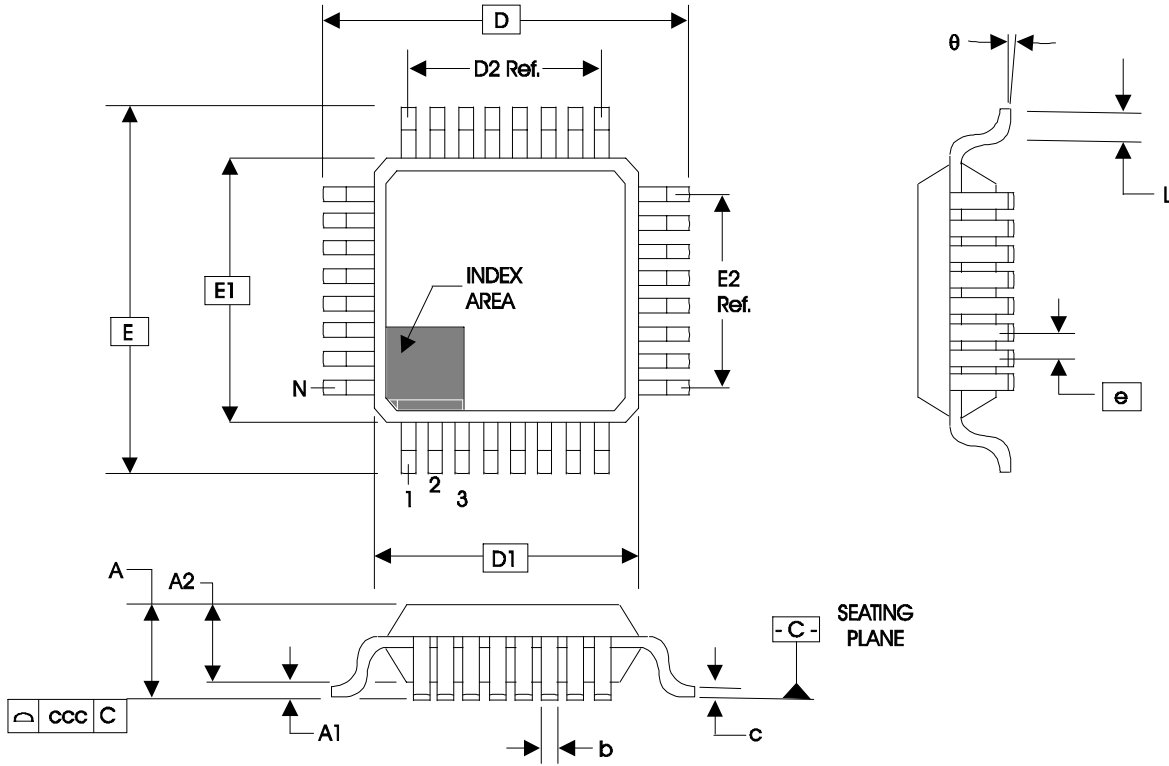 D
D2 Ref.
θ
L
INDEX
AREA
E2
Ref.
E1
E
N
e
1
2
3
D1
A
A2
SEATING
PLANE
- C -
ccc C
A1
b
c